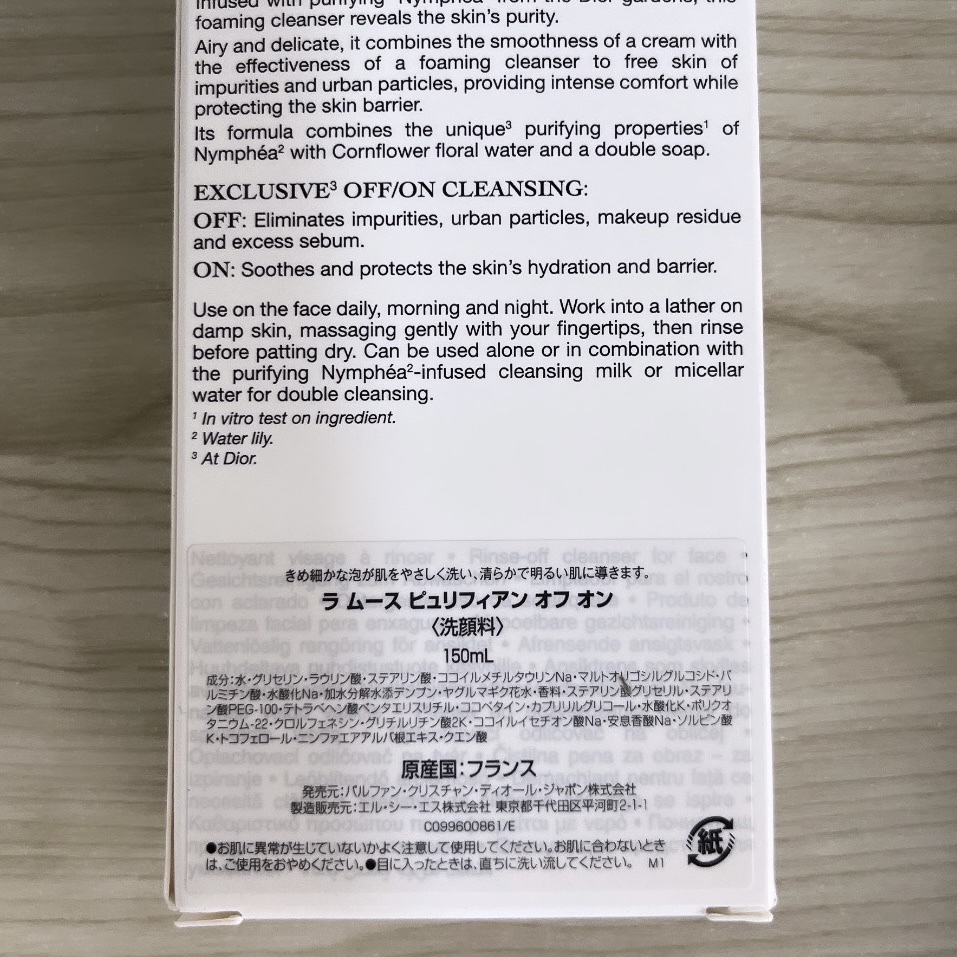 foaming cleanser reveals the skin's purity.
Airy and delicate, it combines the smoothness of a cream with
the effectiveness of a foaming cleanser to free skin of
impurities and urban particles, providing intense comfort while
protecting the skin barrier.
Its formula combines the unique³ purifying properties¹ of
Nymphéa² with Cornflower floral water and a double soap.
EXCLUSIVE³ OFF/ON CLEANSING:
OFF: Eliminates impurities, urban particles, makeup residue
and excess sebum.
ON: Soothes and protects the skin's hydration and barrier.
Use on the face daily, morning and night. Work into a lather on
damp skin, massaging gently with your fingertips, then rinse
before patting dry. Can be used alone or in combination with
the purifying Nymphéa²-infused cleansing milk or micellar
water for double cleansing.
¹ In vitro test on ingredient.
² Water lily.
³ At Dior.
きめ細かな泡が肌をやさしく洗い、清らかで明るい肌に導きます。
ラ ムース ピュリフィアン オフ オン
〈洗顔料〉
150mL
成分:水・グリセリン・ラウリン酸・ステアリン酸・ココイルメチルタウリンNa・マルトオリゴシルグルコシド・パ
ルミチン酸・水酸化Na・加水分解水添デンプン・ヤグルマギク花水・香料・ステアリン酸グリセリル・ステアリ
ン酸PEG-100・テトラベヘン酸ペンタエリスリチル・ココベタイン・カプリリルグリコール・水酸化K・ポリクオ
タニウム-22・クロルフェネシン・グリチルリチン酸2K・ココイルイセチオン酸Na・安息香酸Na・ソルビン酸
K・トコフェロール・ニンファエアアルバ根エキス・クエン酸
原産国:フランス
発売元:パルファン・クリスチャン・ディオール・ジャポン株式会社
製造販売元:エル・シー・エス株式会社 東京都千代田区平河町2-1-1
C099600861/E
●お肌に異常が生じていないかよく注意して使用してください。お肌に合わないとき
は、ご使用をおやめください。●目に入ったときは、直ちに洗い流してください。 M1
紙